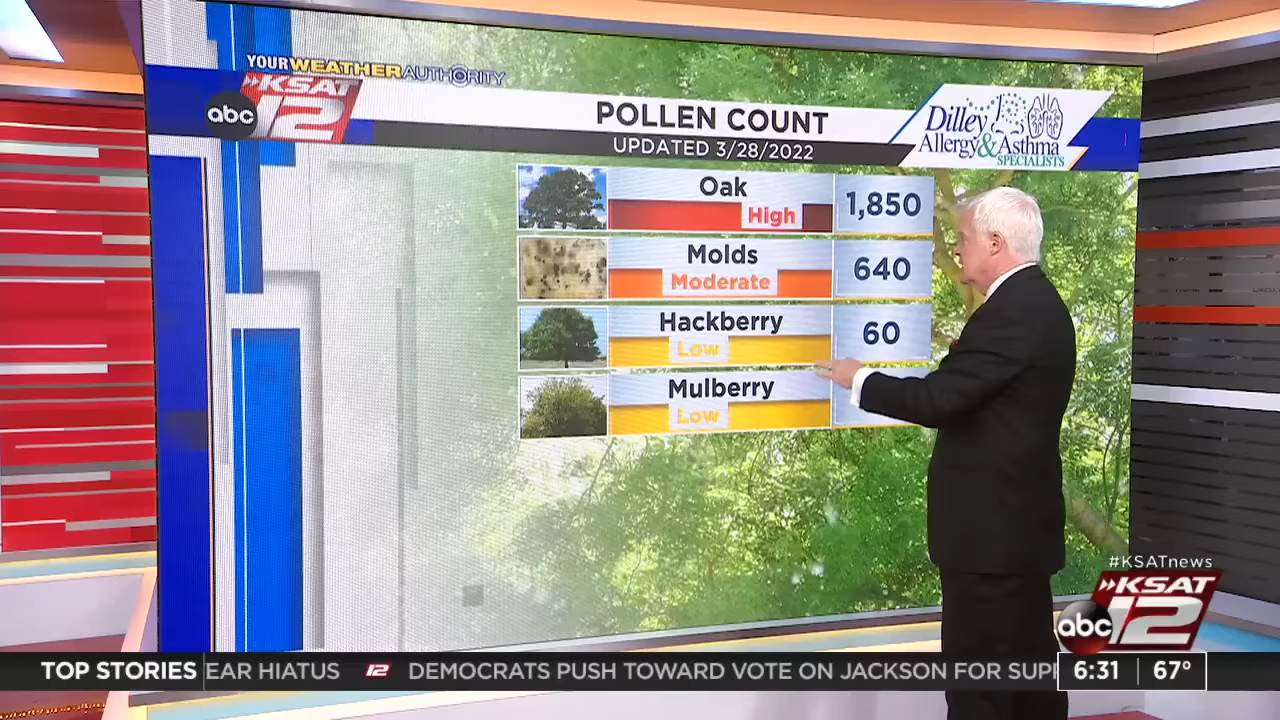 YOUR WEATHER AUTHORITY
KSAT
abc 12
POLLEN COUNT
UPDATED 3/28/2022
Dilley
Allergy & Asthma
SPECIALISTS
Oak
High
1,850
Molds
Moderate
640
Hackberry
Low
60
Mulberry
Low
#KSATnews
KSAT
abc 12
TOP STORIES EAR HIATUS 12 DEMOCRATS PUSH TOWARD VOTE ON JACKSON FOR SUP
6:31 67°